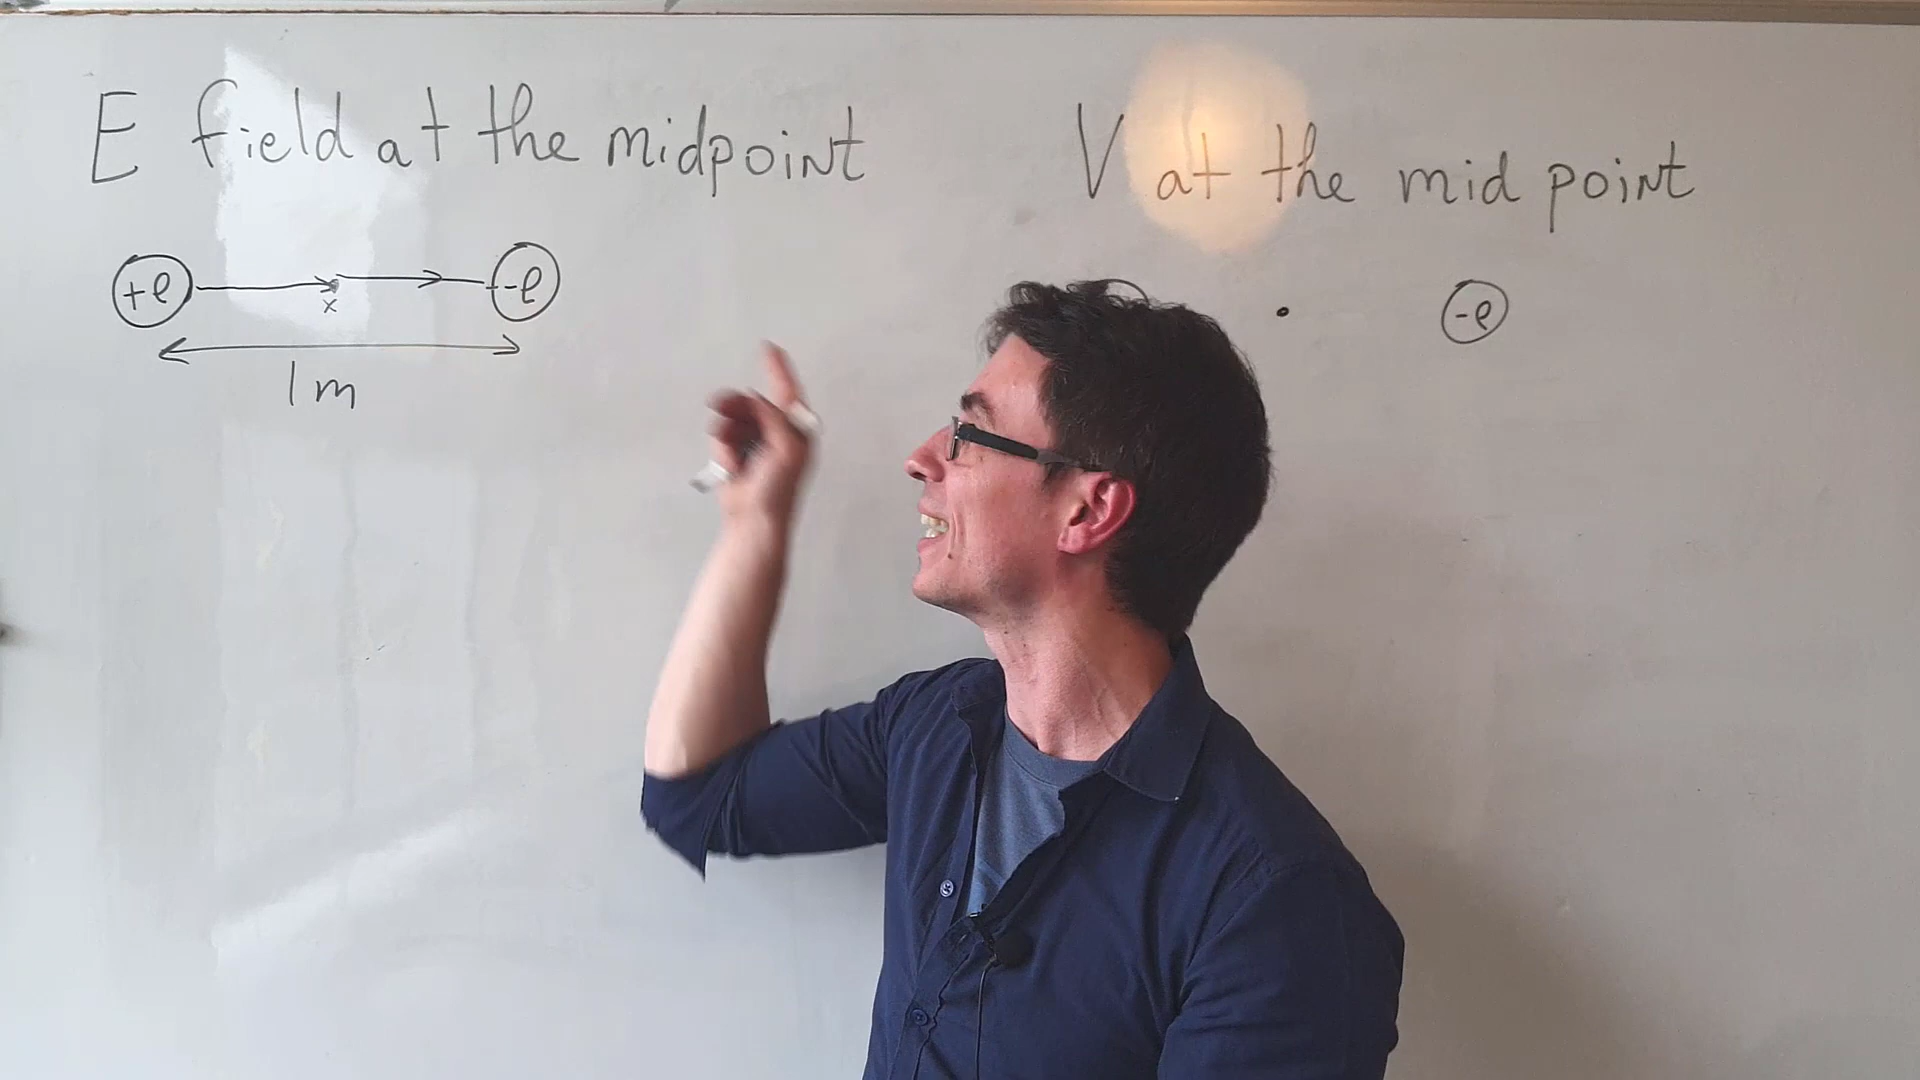 E field at the midpoint
+e x -e
1m
V at the mid point
-e